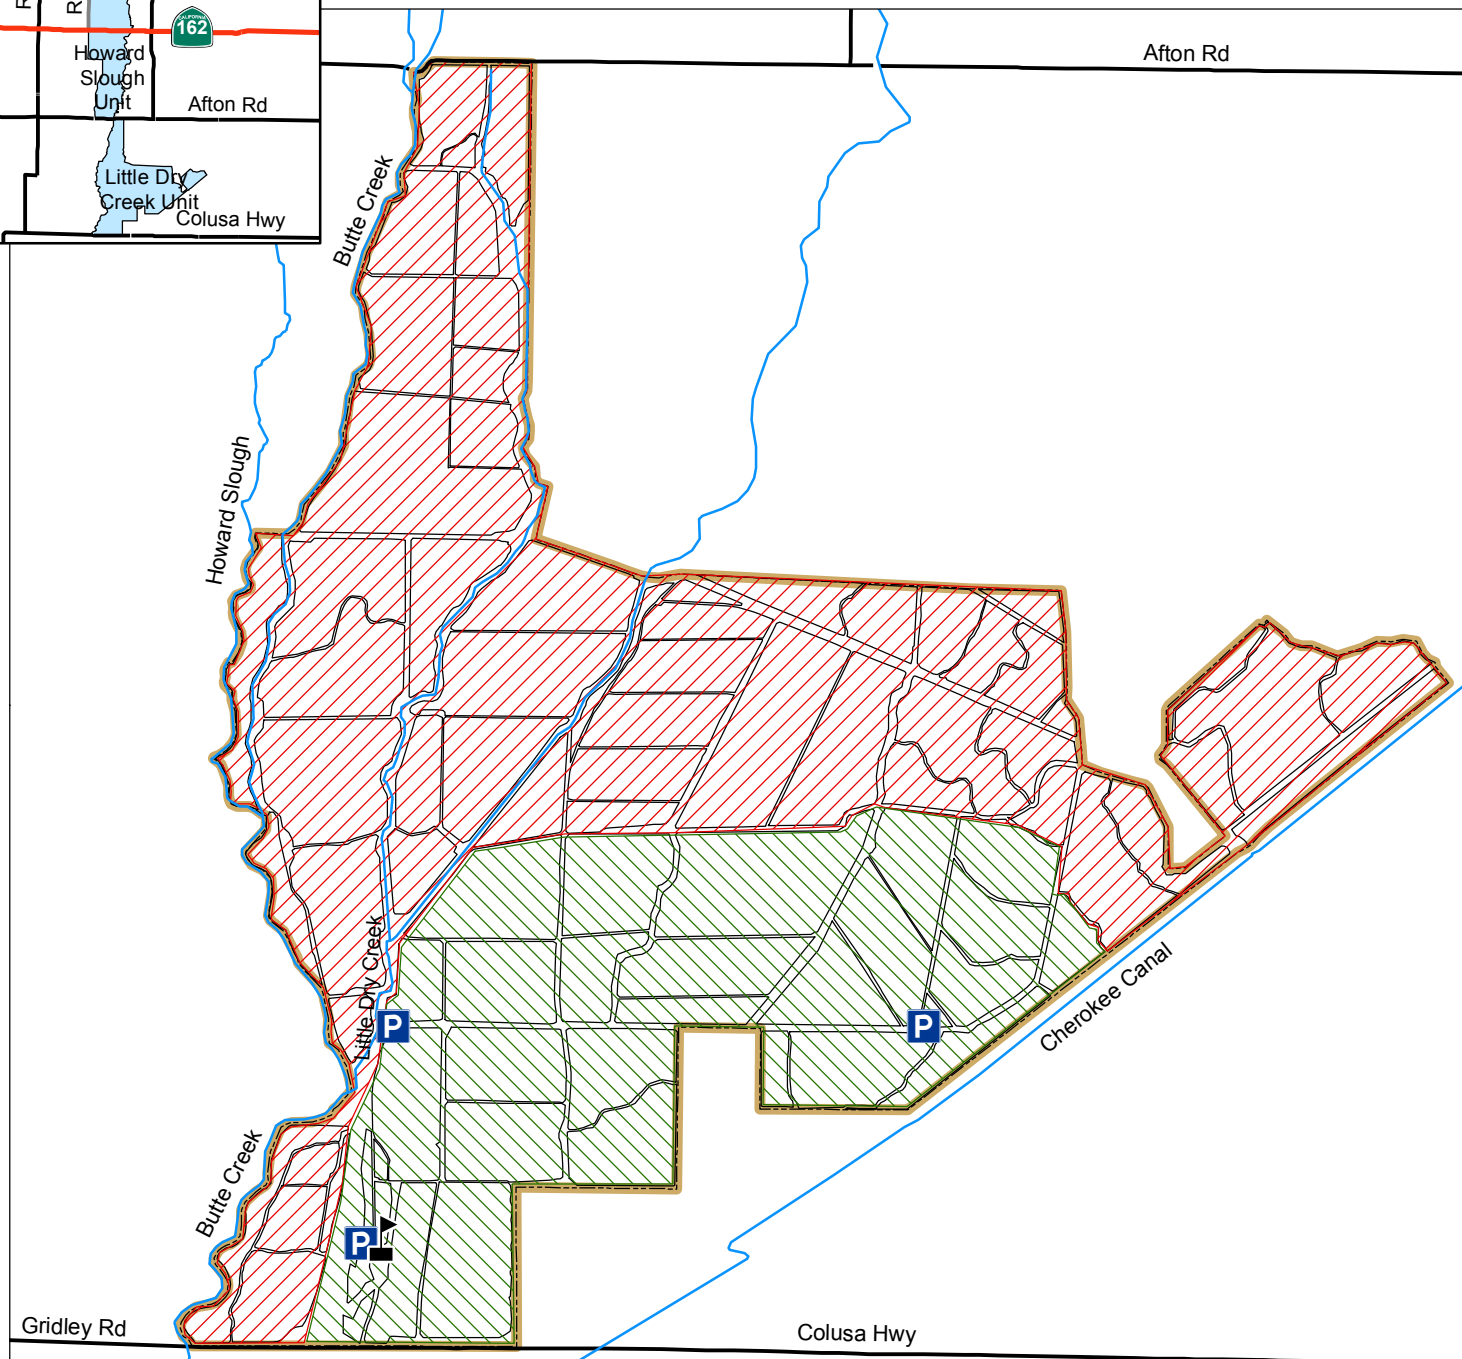 R
R
CALIFORNIA
162
Howard
Slough
Unit
Afton Rd
Little Dry
Creek Unit
Colusa Hwy
Afton Rd
Butte Creek
Howard Slough
Little Dry Creek
P
P
Cherokee Canal
Butte Creek
P
Gridley Rd
Colusa Hwy